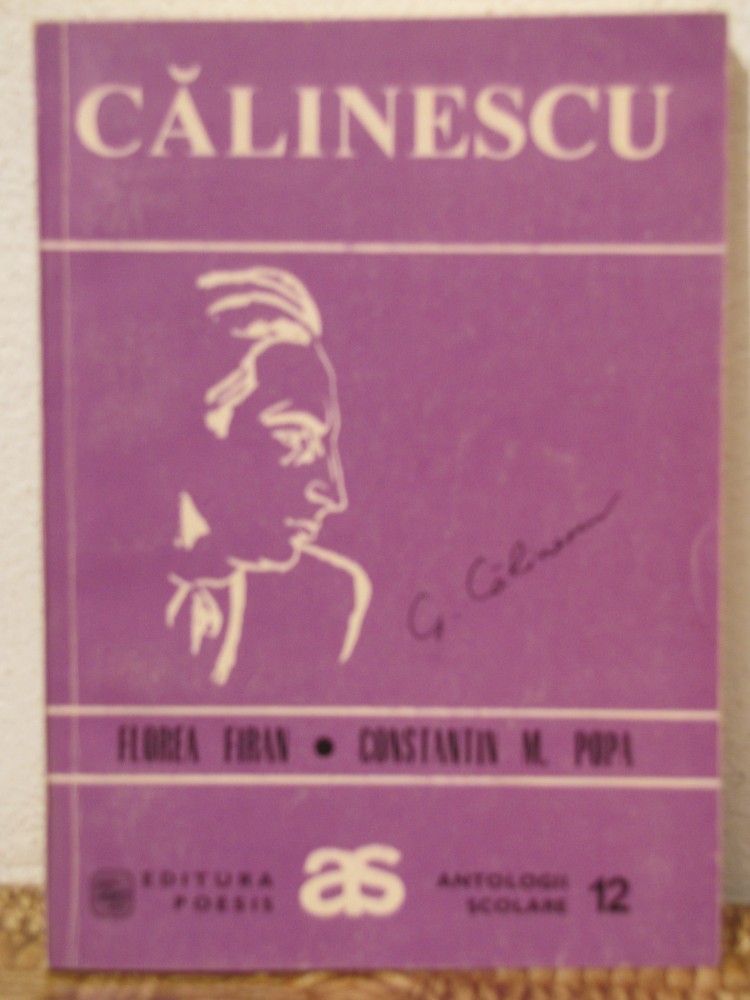 CĂLINESCU
G. Călinescu
FLOREA FIRAN • CONSTANTIN M. POPA
EDITURA
POESIS
as
ANTOLOGII
ȘCOLARE
12